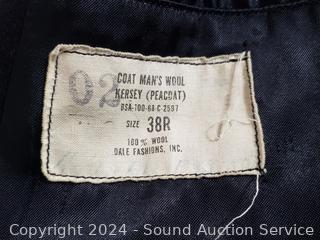 02
COAT MAN'S WOOL
KERSEY (PEACOAT)
DSA-100-68-C-2597
SIZE 38R
100% WOOL
DALE FASHIONS, INC.
Copyright © 2024 - Sound Auction Service